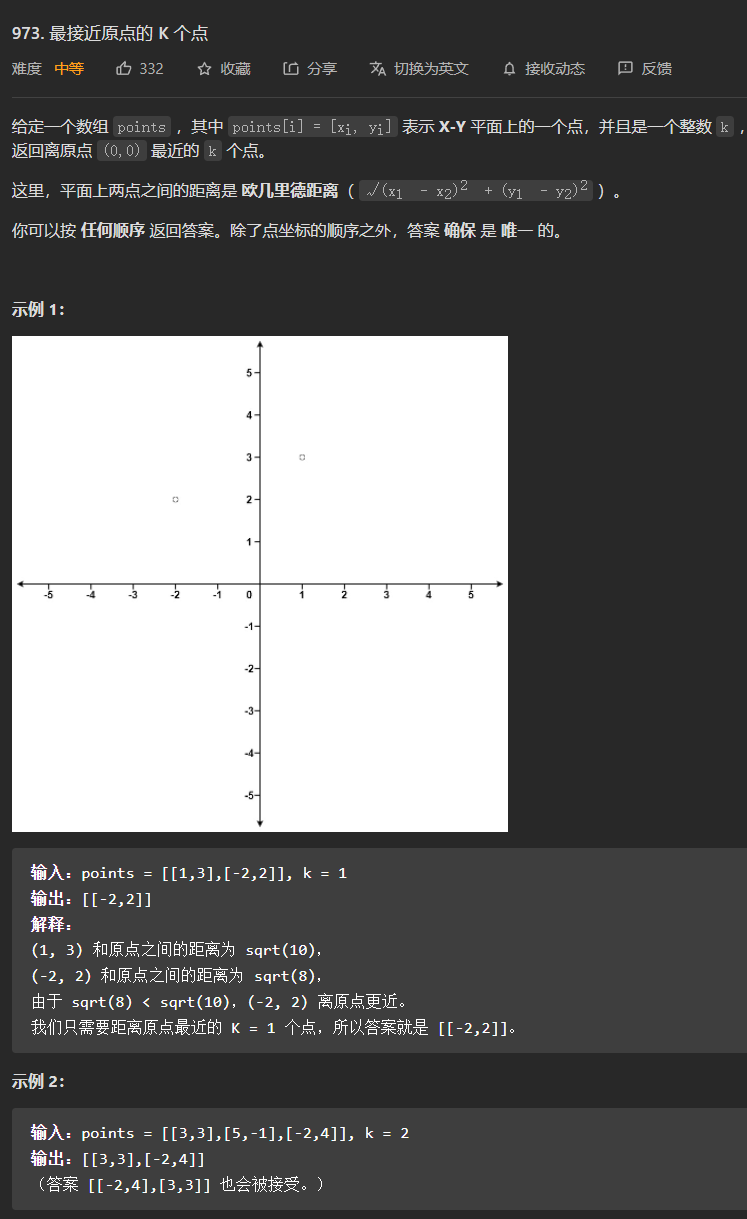 973. 最接近原点的 K 个点
难度 中等 332 收藏 分享 切换为英文 接收动态 反馈
给定一个数组 points ，其中 points[i] = [xi, yi] 表示 X-Y 平面上的一个点，并且是一个整数 k ，
返回离原点 (0,0) 最近的 k 个点。
这里，平面上两点之间的距离是 欧几里德距离（ √(x1 - x2)2 + (y1 - y2)2 ）。
你可以按 任何顺序 返回答案。除了点坐标的顺序之外，答案 确保 是 唯一 的。
示例 1：
5
4
3
2
1
-5 -4 -3 -2 -1 0 1 2 3 4 5
-1
-2
-3
-4
-5
输入：points = [[1,3],[-2,2]], k = 1
输出：[[-2,2]]
解释：
(1, 3) 和原点之间的距离为 sqrt(10)，
(-2, 2) 和原点之间的距离为 sqrt(8)，
由于 sqrt(8) < sqrt(10)，(-2, 2) 离原点更近。
我们只需要距离原点最近的 K = 1 个点，所以答案就是 [[-2,2]]。
示例 2：
输入：points = [[3,3],[5,-1],[-2,4]], k = 2
输出：[[3,3],[-2,4]]
（答案 [[-2,4],[3,3]] 也会被接受。）